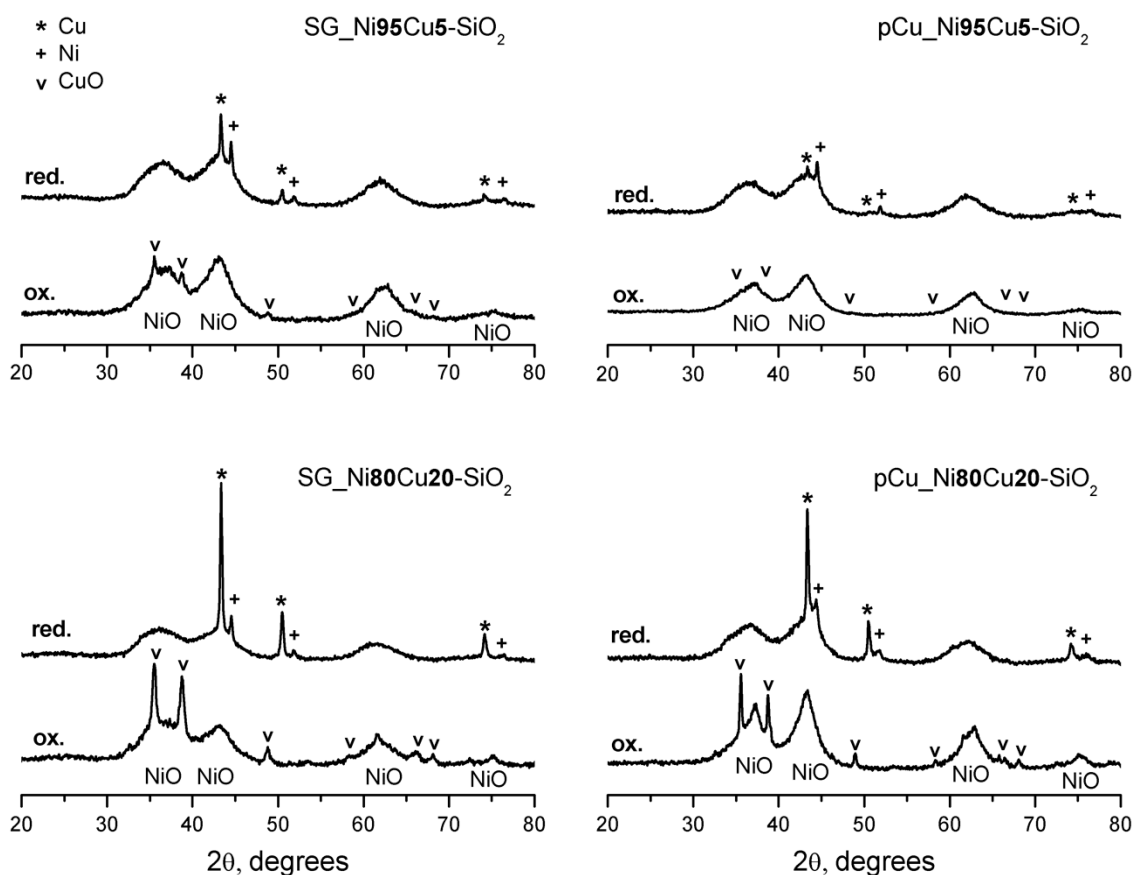 * Cu
+ Ni
v CuO
SG_Ni95Cu5-SiO₂
* + * + * +
red.
v v v v v v
ox.
NiO NiO NiO NiO
20 30 40 50 60 70 80
pCu_Ni95Cu5-SiO₂
* + * + * +
red.
v v v v v v
ox.
NiO NiO NiO NiO
20 30 40 50 60 70 80
SG_Ni80Cu20-SiO₂
* + * + * +
red.
v v v v v v
ox.
NiO NiO NiO NiO
20 30 40 50 60 70 80
2θ, degrees
pCu_Ni80Cu20-SiO₂
* + * + * +
red.
v v v v v v
ox.
NiO NiO NiO NiO
20 30 40 50 60 70 80
2θ, degrees